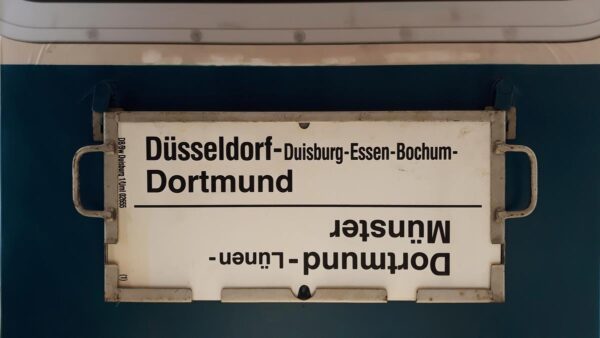 Düsseldorf-Duisburg-Essen-Bochum-
Dortmund
Dortmund-Lünen-
Münster